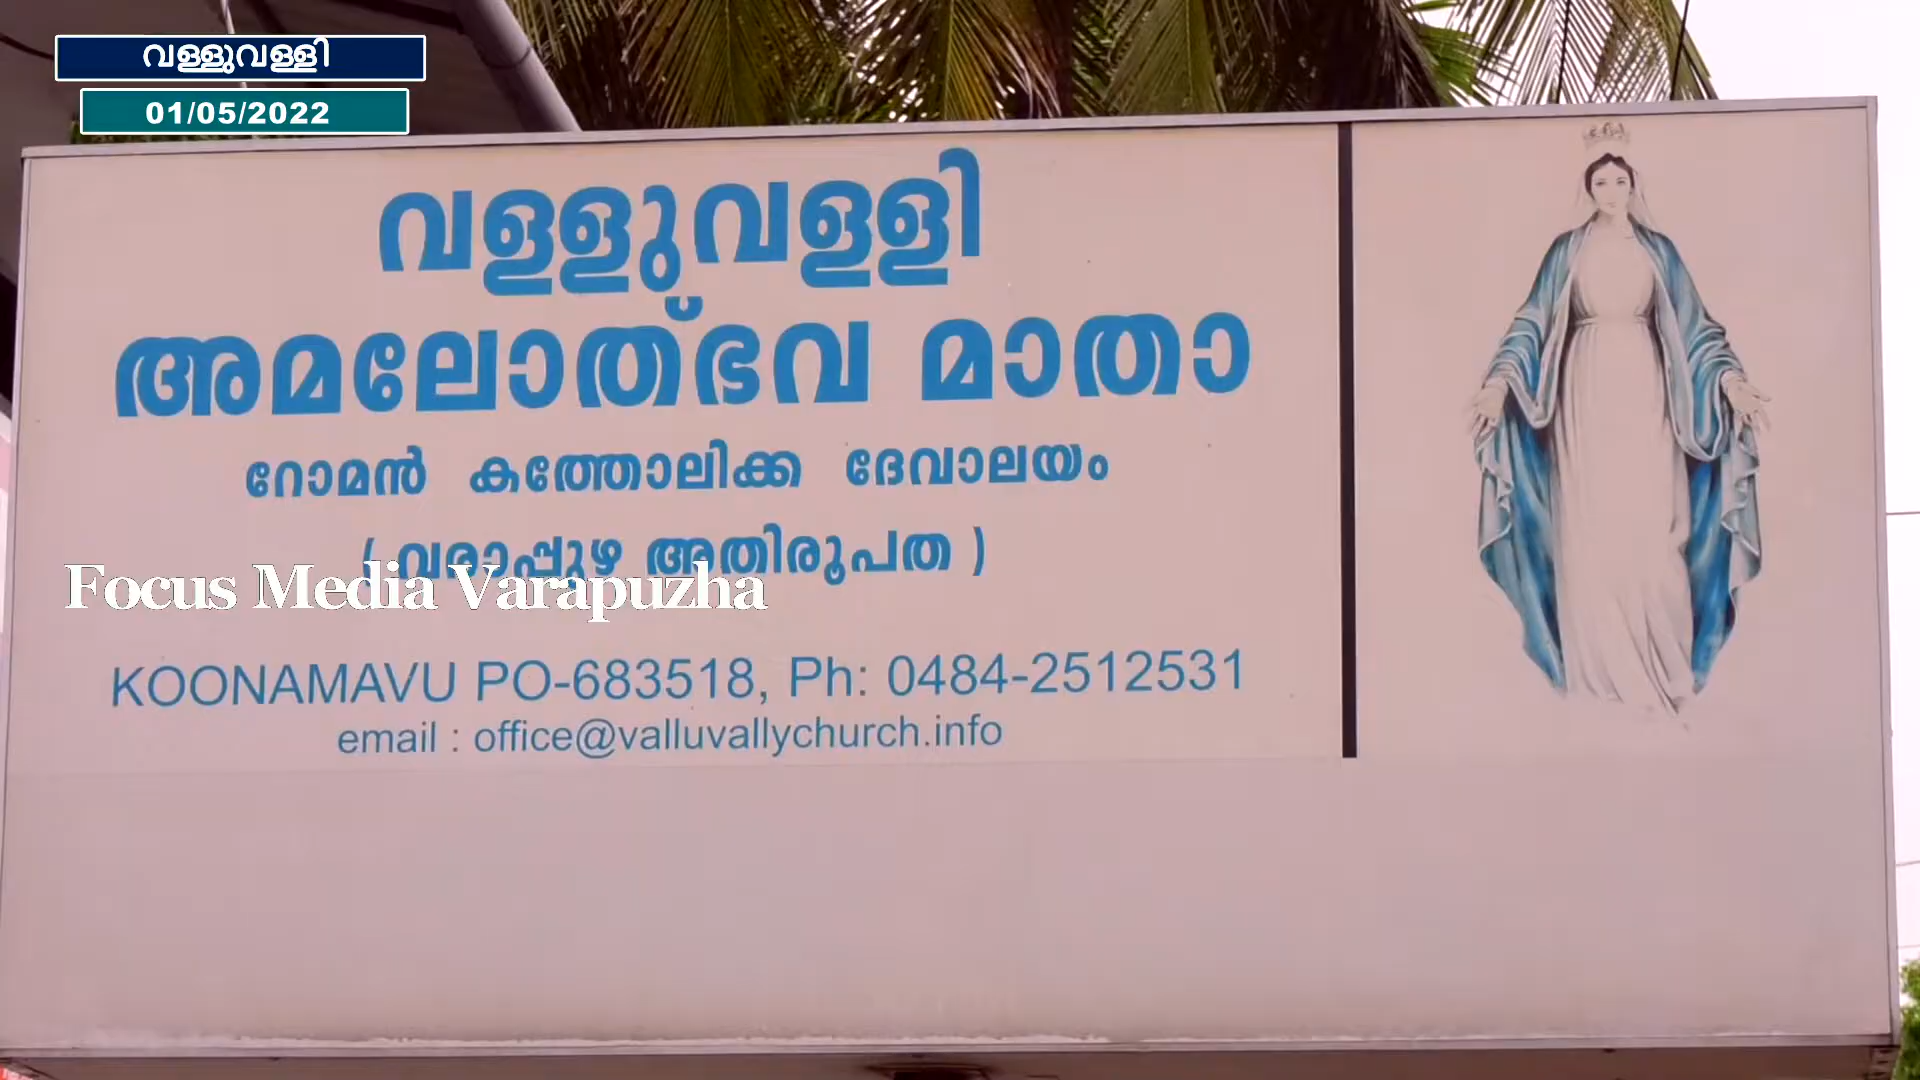 വള്ളുവള്ളി
01/05/2022
വള്ളുവള്ളി
അമലോത്ഭവ മാതാ
റോമൻ കത്തോലിക്ക ദേവാലയം
( വരാപ്പുഴ അതിരൂപത )
Focus Media Varapuzha
KOONAMAVU PO-683518, Ph: 0484-2512531
email : office@valluvallychurch.info